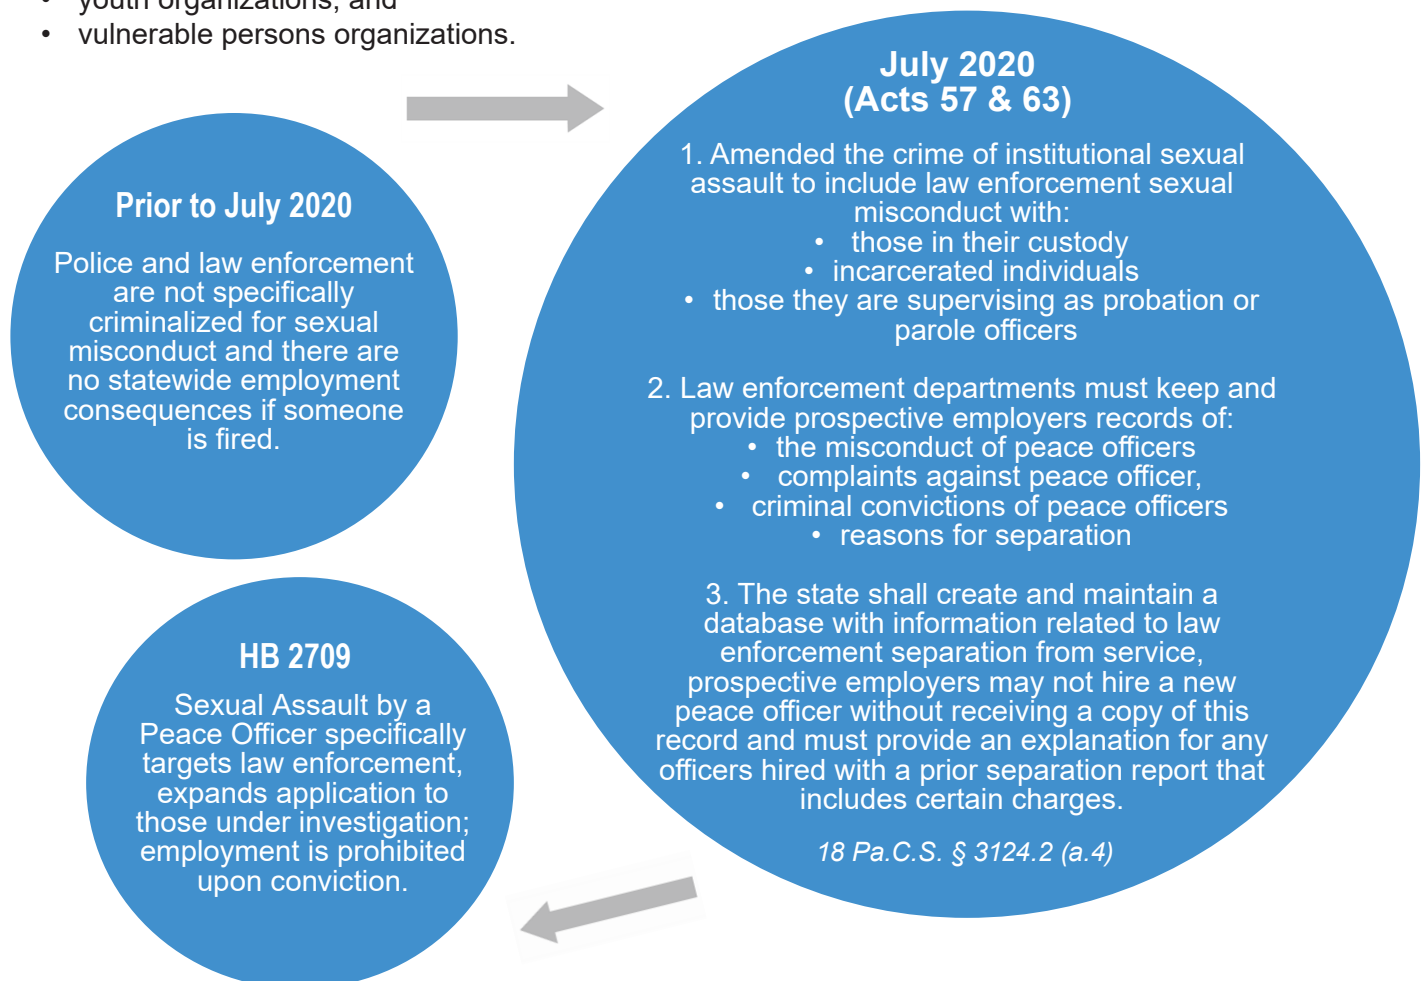 • youth organizations; and
• vulnerable persons organizations.
Prior to July 2020
Police and law enforcement
are not specifically
criminalized for sexual
misconduct and there are
no statewide employment
consequences if someone
is fired.
July 2020
(Acts 57 & 63)
1. Amended the crime of institutional sexual
assault to include law enforcement sexual
misconduct with:
• those in their custody
• incarcerated individuals
• those they are supervising as probation or
parole officers
2. Law enforcement departments must keep and
provide prospective employers records of:
• the misconduct of peace officers
• complaints against peace officer,
• criminal convictions of peace officers
• reasons for separation
3. The state shall create and maintain a
database with information related to law
enforcement separation from service,
prospective employers may not hire a new
peace officer without receiving a copy of this
record and must provide an explanation for any
officers hired with a prior separation report that
includes certain charges.
18 Pa.C.S. § 3124.2 (a.4)
HB 2709
Sexual Assault by a
Peace Officer specifically
targets law enforcement,
expands application to
those under investigation;
employment is prohibited
upon conviction.